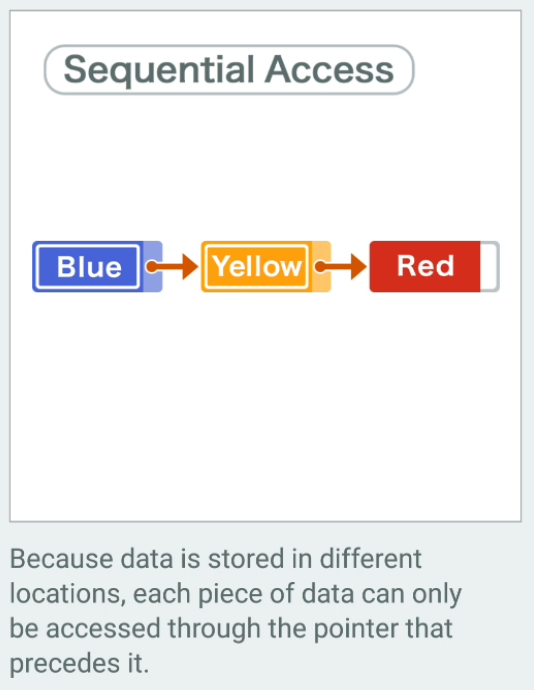 Sequential Access
Blue
Yellow
Red
Because data is stored in different
locations, each piece of data can only
be accessed through the pointer that
precedes it.